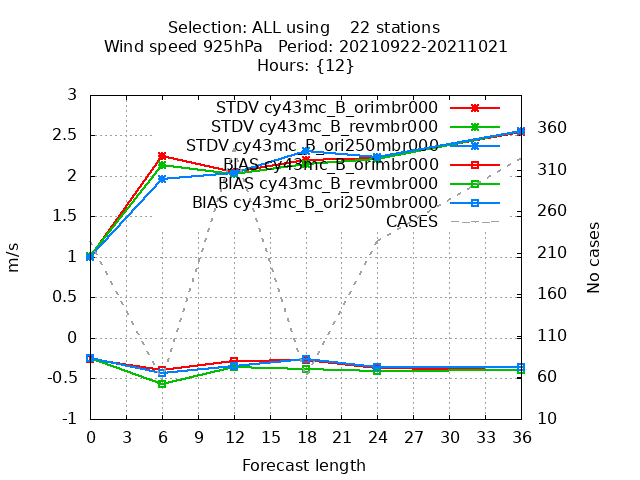 Selection: ALL using 22 stations
Wind speed 925hPa Period: 20210922-20211021
Hours: {12}
3
2.5
2
1.5
1
0.5
0
-0.5
-1
m/s
STDV cy43mc_B_orimbr000
STDV cy43mc_B_revmbr000
STDV cy43mc_B_ori250mbr000
BIAS cy43mc_B_orimbr000
BIAS cy43mc_B_revmbr000
BIAS cy43mc_B_ori250mbr000
CASES
360
310
260
210
160
110
60
10
No cases
0 3 6 9 12 15 18 21 24 27 30 33 36
Forecast length